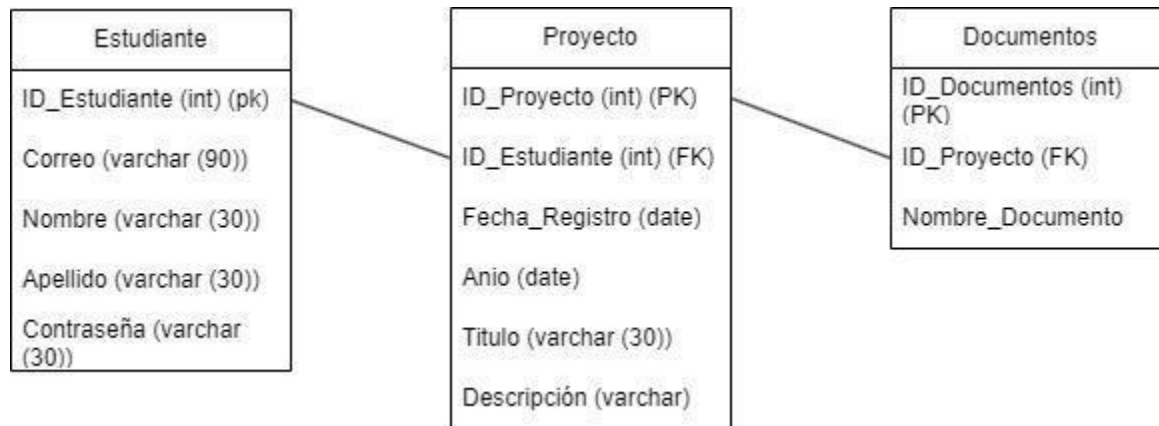 Estudiante
ID_Estudiante (int) (pk)
Correo (varchar (90))
Nombre (varchar (30))
Apellido (varchar (30))
Contraseña (varchar
(30))
Proyecto
ID_Proyecto (int) (PK)
ID_Estudiante (int) (FK)
Fecha_Registro (date)
Anio (date)
Titulo (varchar (30))
Descripción (varchar)
Documentos
ID_Documentos (int)
(PK)
ID_Proyecto (FK)
Nombre_Documento